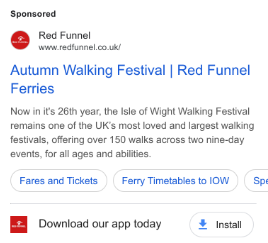 Sponsored
Red Funnel
www.redfunnel.co.uk/
Autumn Walking Festival | Red Funnel
Ferries
Now in it's 26th year, the Isle of Wight Walking Festival
remains one of the UK's most loved and largest walking
festivals, offering over 150 walks across two nine-day
events, for all ages and abilities.
Fares and Tickets
Ferry Timetables to IOW
Spe
Download our app today
Install